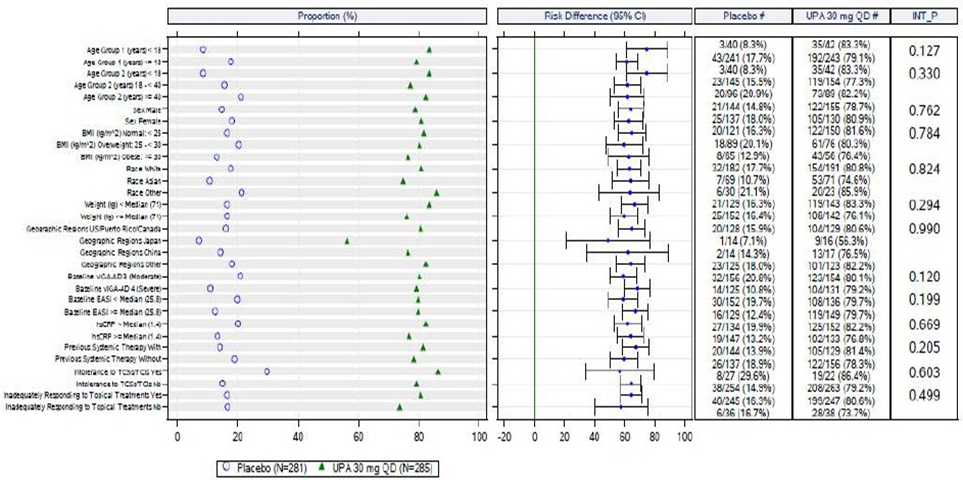 Proportion (%)
Risk Difference (95% CI)
Placebo #
UPA 30 mg QD #
INT_P
Age Group 1 (years) < 18
3/40 (8.3%)
35/42 (83.3%)
0.127
Age Group 1 (years) >= 18
43/241 (17.7%)
192/243 (79.1%)
Age Group 2 (years) < 18
3/40 (8.3%)
35/42 (83.3%)
0.330
Age Group 2 (years) 18 - < 40
23/145 (15.5%)
119/154 (77.3%)
Age Group 2 (years) >= 40
20/96 (20.9%)
73/89 (82.2%)
Sex Male
21/144 (14.8%)
122/155 (78.7%)
0.762
Sex Female
25/137 (18.0%)
105/130 (80.9%)
BMI (kg/m^2) Normal: < 25
20/121 (16.3%)
122/150 (81.6%)
0.784
BMI (kg/m^2) Overweight: 25 - < 30
18/89 (20.1%)
61/76 (80.3%)
BMI (kg/m^2) Obese: >= 30
8/65 (12.9%)
43/56 (76.4%)
Race White
32/182 (17.7%)
154/191 (80.8%)
0.824
Race Asian
7/69 (10.7%)
53/71 (74.6%)
Race Other
6/30 (21.1%)
20/23 (85.9%)
Weight (kg) < Median (71)
21/129 (16.3%)
119/143 (83.3%)
0.294
Weight (kg) >= Median (71)
25/152 (16.4%)
108/142 (76.1%)
Geographic Regions US/Puerto Rico/Canada
20/128 (15.9%)
104/129 (80.6%)
0.990
Geographic Regions Japan
1/14 (7.1%)
9/16 (56.3%)
Geographic Regions China
2/14 (14.3%)
13/17 (76.5%)
Geographic Regions Other
23/125 (18.0%)
101/123 (82.2%)
Baseline vIGA-AD 3 (Moderate)
32/156 (20.8%)
123/154 (80.1%)
0.120
Baseline vIGA-AD 4 (Severe)
14/125 (10.8%)
104/131 (79.2%)
Baseline EASI < Median (25.8)
30/152 (19.7%)
108/136 (79.7%)
0.199
Baseline EASI >= Median (25.8)
16/129 (12.4%)
119/149 (79.7%)
hsCRP < Median (1.4)
27/134 (19.9%)
125/152 (82.2%)
0.669
hsCRP >= Median (1.4)
19/147 (13.2%)
102/133 (76.8%)
Previous Systemic Therapy With
20/144 (13.9%)
105/129 (81.4%)
0.205
Previous Systemic Therapy Without
26/137 (18.9%)
122/156 (78.3%)
Intolerance to TCS/TCIs Yes
8/27 (29.6%)
19/22 (86.4%)
0.603
Intolerance to TCS/TCIs No
38/254 (14.9%)
208/263 (79.2%)
Inadequately Responding to Topical Treatments Yes
40/245 (16.3%)
199/247 (80.6%)
0.499
Inadequately Responding to Topical Treatments No
6/36 (16.7%)
28/38 (73.7%)
0 20 40 60 80 100
-20 0 20 40 60 80 100
Placebo (N=281) UPA 30 mg QD (N=285)